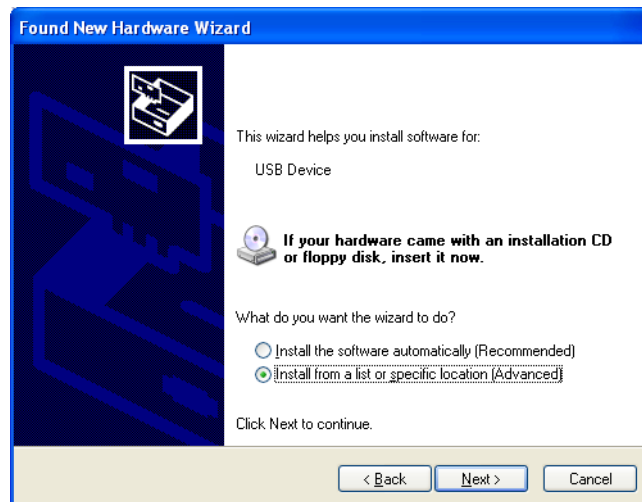 Found New Hardware Wizard
This wizard helps you install software for:
USB Device
If your hardware came with an installation CD
or floppy disk, insert it now.
What do you want the wizard to do?
Install the software automatically (Recommended)
Install from a list or specific location (Advanced)
Click Next to continue.
< Back Next > Cancel